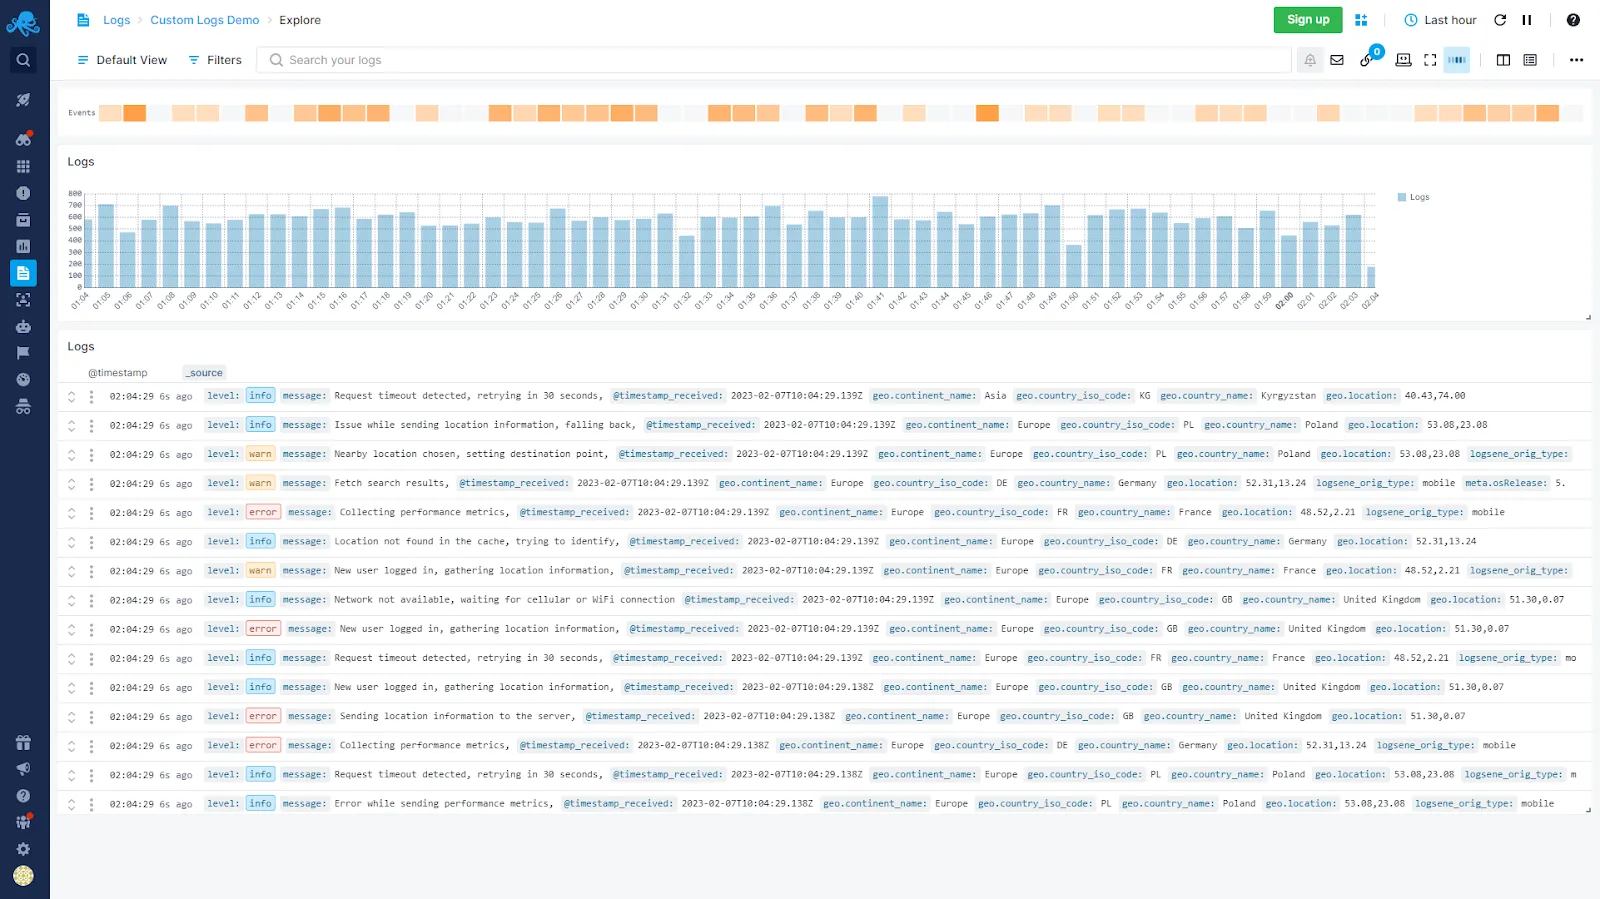 Logs › Custom Logs Demo › Explore
Sign up
Last hour
Default View
Filters
Search your logs
0
Events
Logs
800
700
600
500
400
300
200
100
0
Logs
01:04 01:05 01:06 01:07 01:08 01:09 01:10 01:11 01:12 01:13 01:14 01:15 01:16 01:17 01:18 01:19 01:20 01:21 01:22 01:23 01:24 01:25 01:26 01:27 01:28 01:29 01:30 01:31 01:32 01:33 01:34 01:35 01:36 01:37 01:38 01:39 01:40 01:41 01:42 01:43 01:44 01:45 01:46 01:47 01:48 01:49 01:50 01:51 01:52 01:53 01:54 01:55 01:56 01:57 01:58 01:59 02:00 02:01 02:02 02:03 02:04
Logs
@timestamp _source
02:04:29 6s ago level: info message: Request timeout detected, retrying in 30 seconds, @timestamp_received: 2023-02-07T10:04:29.139Z geo.continent_name: Asia geo.country_iso_code: KG geo.country_name: Kyrgyzstan geo.location: 40.43,74.00
02:04:29 6s ago level: info message: Issue while sending location information, falling back, @timestamp_received: 2023-02-07T10:04:29.139Z geo.continent_name: Europe geo.country_iso_code: PL geo.country_name: Poland geo.location: 53.08,23.08
02:04:29 6s ago level: warn message: Nearby location chosen, setting destination point, @timestamp_received: 2023-02-07T10:04:29.139Z geo.continent_name: Europe geo.country_iso_code: PL geo.country_name: Poland geo.location: 53.08,23.08 logsene_orig_type:
02:04:29 6s ago level: warn message: Fetch search results, @timestamp_received: 2023-02-07T10:04:29.139Z geo.continent_name: Europe geo.country_iso_code: DE geo.country_name: Germany geo.location: 52.31,13.24 logsene_orig_type: mobile meta.osRelease: 5.
02:04:29 6s ago level: error message: Collecting performance metrics, @timestamp_received: 2023-02-07T10:04:29.139Z geo.continent_name: Europe geo.country_iso_code: FR geo.country_name: France geo.location: 48.52,2.21 logsene_orig_type: mobile
02:04:29 6s ago level: info message: Location not found in the cache, trying to identify, @timestamp_received: 2023-02-07T10:04:29.139Z geo.continent_name: Europe geo.country_iso_code: DE geo.country_name: Germany geo.location: 52.31,13.24
02:04:29 6s ago level: warn message: New user logged in, gathering location information, @timestamp_received: 2023-02-07T10:04:29.139Z geo.continent_name: Europe geo.country_iso_code: FR geo.country_name: France geo.location: 48.52,2.21 logsene_orig_type:
02:04:29 6s ago level: info message: Network not available, waiting for cellular or WiFi connection @timestamp_received: 2023-02-07T10:04:29.139Z geo.continent_name: Europe geo.country_iso_code: GB geo.country_name: United Kingdom geo.location: 51.30,0.07
02:04:29 6s ago level: error message: New user logged in, gathering location information, @timestamp_received: 2023-02-07T10:04:29.139Z geo.continent_name: Europe geo.country_iso_code: GB geo.country_name: United Kingdom geo.location: 51.30,0.07
02:04:29 6s ago level: info message: Request timeout detected, retrying in 30 seconds, @timestamp_received: 2023-02-07T10:04:29.139Z geo.continent_name: Europe geo.country_iso_code: FR geo.country_name: France geo.location: 48.52,2.21 logsene_orig_type: mo
02:04:29 6s ago level: info message: New user logged in, gathering location information, @timestamp_received: 2023-02-07T10:04:29.138Z geo.continent_name: Europe geo.country_iso_code: GB geo.country_name: United Kingdom geo.location: 51.30,0.07
02:04:29 6s ago level: error message: Sending location information to the server, @timestamp_received: 2023-02-07T10:04:29.138Z geo.continent_name: Europe geo.country_iso_code: GB geo.country_name: United Kingdom geo.location: 51.30,0.07
02:04:29 6s ago level: error message: Collecting performance metrics, @timestamp_received: 2023-02-07T10:04:29.138Z geo.continent_name: Europe geo.country_iso_code: DE geo.country_name: Germany geo.location: 52.31,13.24 logsene_orig_type: mobile
02:04:29 6s ago level: info message: Request timeout detected, retrying in 30 seconds, @timestamp_received: 2023-02-07T10:04:29.138Z geo.continent_name: Europe geo.country_iso_code: PL geo.country_name: Poland geo.location: 53.08,23.08 logsene_orig_type: m
02:04:29 6s ago level: info message: Error while sending performance metrics, @timestamp_received: 2023-02-07T10:04:29.138Z geo.continent_name: Europe geo.country_iso_code: PL geo.country_name: Poland geo.location: 53.08,23.08 logsene_orig_type: mobile